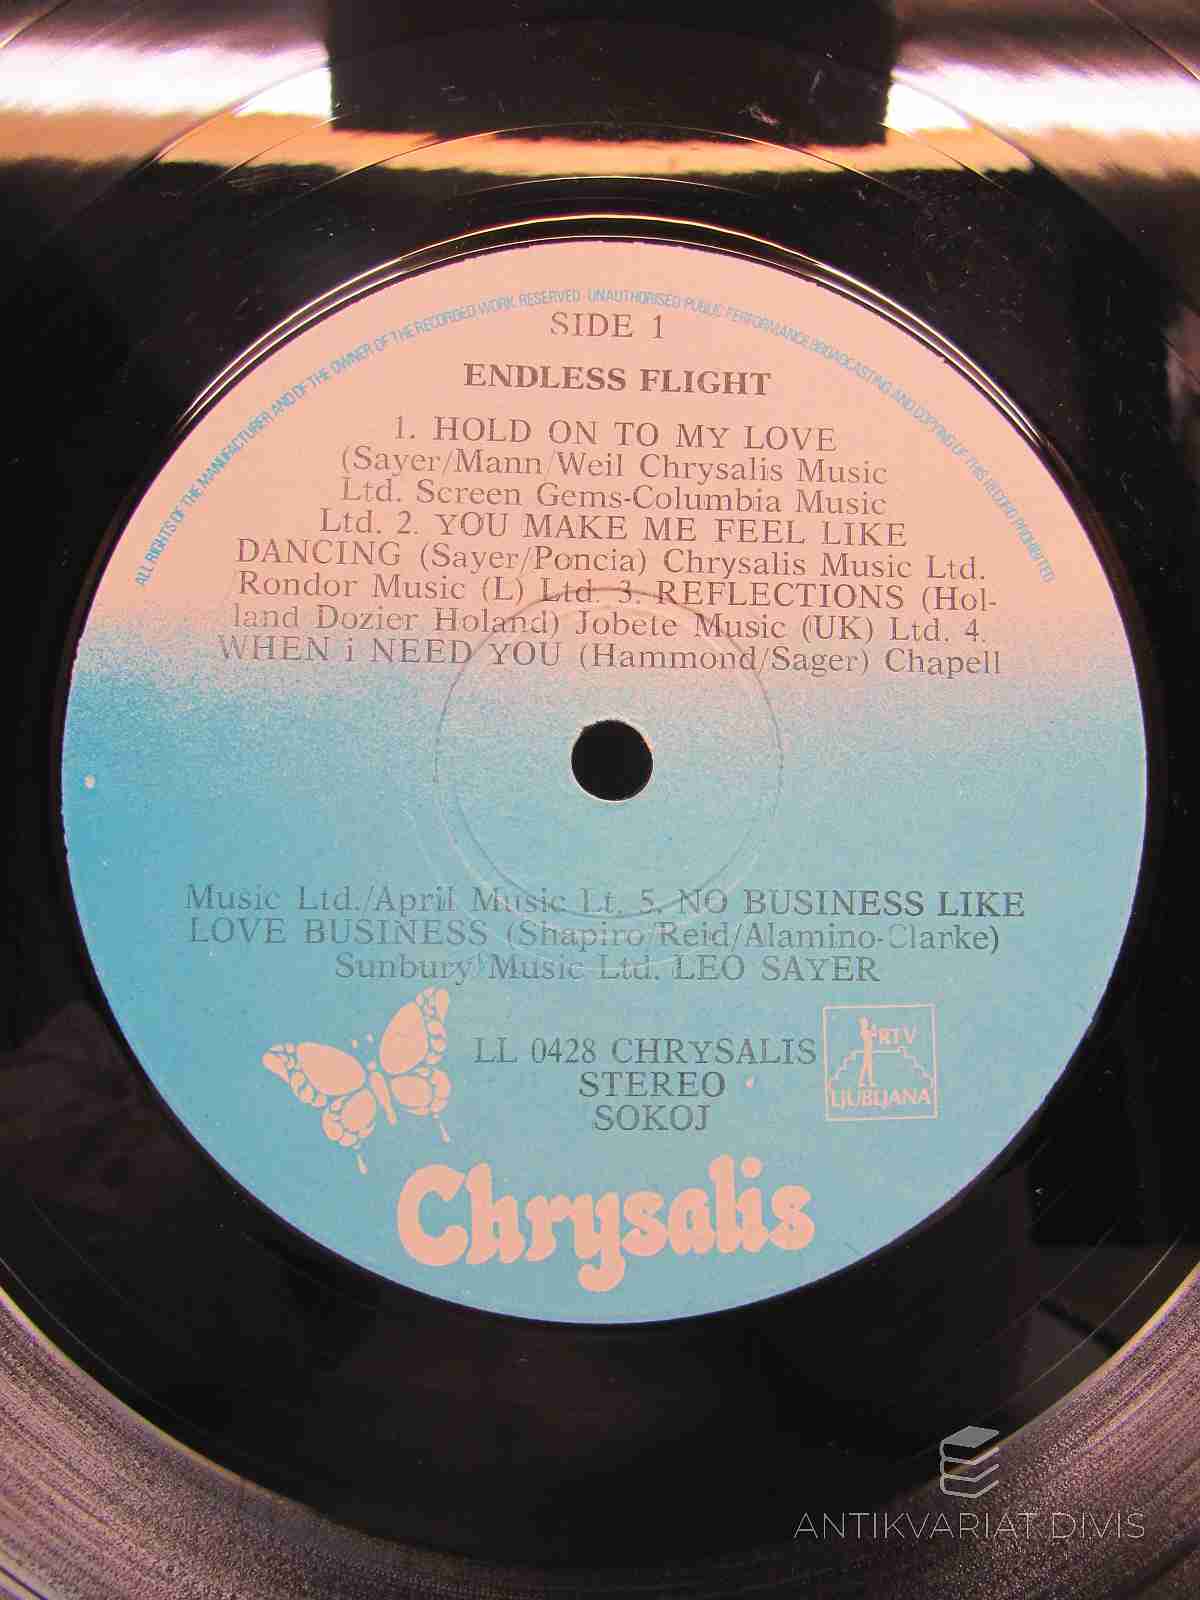 ALL RIGHTS OF THE MANUFACTURER AND OF THE OWNER OF THE RECORDED WORK RESERVED · UNAUTHORISED PUBLIC PERFORMANCE BROADCASTING AND COPYING OF THIS RECORD PROHIBITED
SIDE 1
ENDLESS FLIGHT
1. HOLD ON TO MY LOVE
(Sayer/Mann/Weil Chrysalis Music
Ltd. Screen Gems-Columbia Music
Ltd. 2. YOU MAKE ME FEEL LIKE
DANCING (Sayer/Poncia) Chrysalis Music Ltd.
Rondor Music (L) Ltd. 3. REFLECTIONS (Hol-
land Dozier Holand) Jobete Music (UK) Ltd. 4.
WHEN i NEED YOU (Hammond/Sager) Chapell
Music Ltd./April Music Lt. 5. NO BUSINESS LIKE
LOVE BUSINESS (Shapiro/Reid/Alamino-Clarke)
Sunbury Music Ltd. LEO SAYER
LL 0428 CHRYSALIS
STEREO
SOKOJ
RTV
LJUBLJANA
Chrysalis
ANTIKVARIAT DIVIS